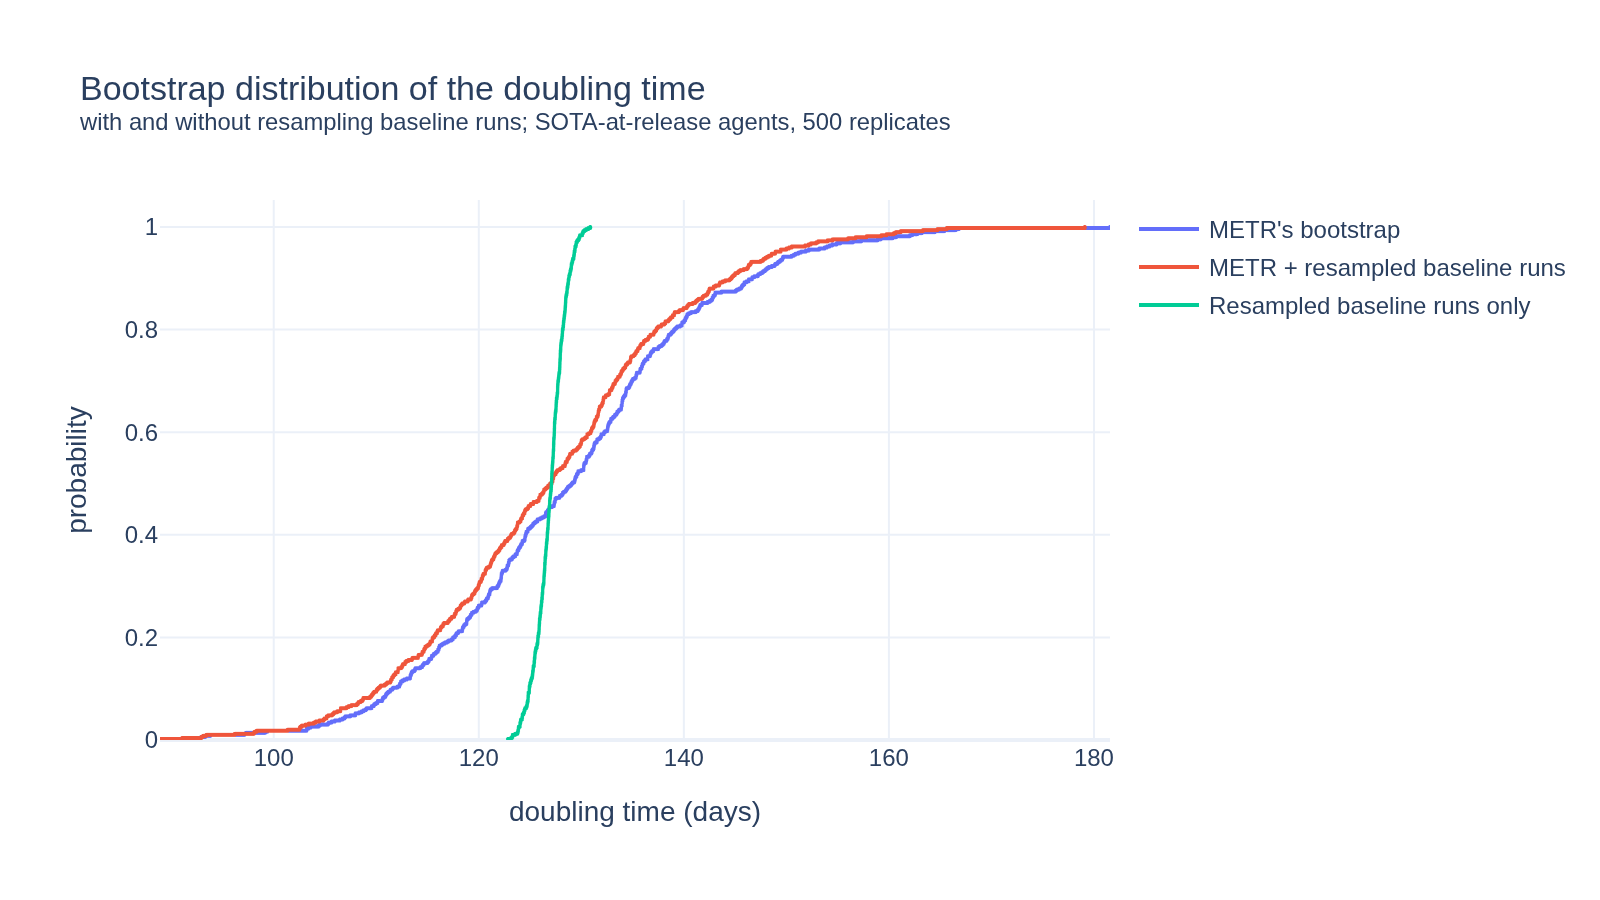 Bootstrap distribution of the doubling time
with and without resampling baseline runs; SOTA-at-release agents, 500 replicates
METR's bootstrap
METR + resampled baseline runs
Resampled baseline runs only
probability
1
0.8
0.6
0.4
0.2
0
100
120
140
160
180
doubling time (days)